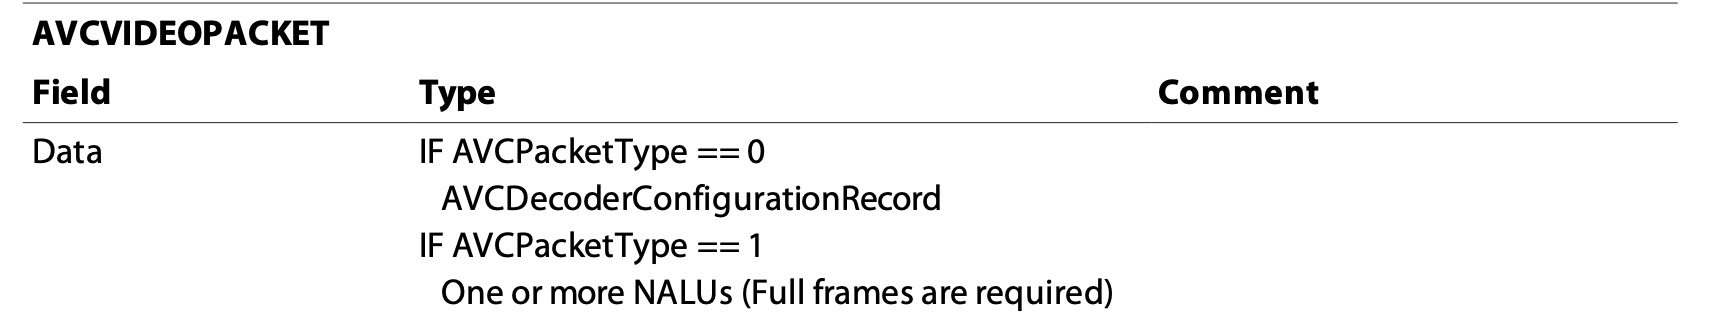 AVCVIDEOPACKET
Field Type Comment
Data IF AVCPacketType == 0
AVCDecoderConfigurationRecord
IF AVCPacketType == 1
One or more NALUs (Full frames are required)